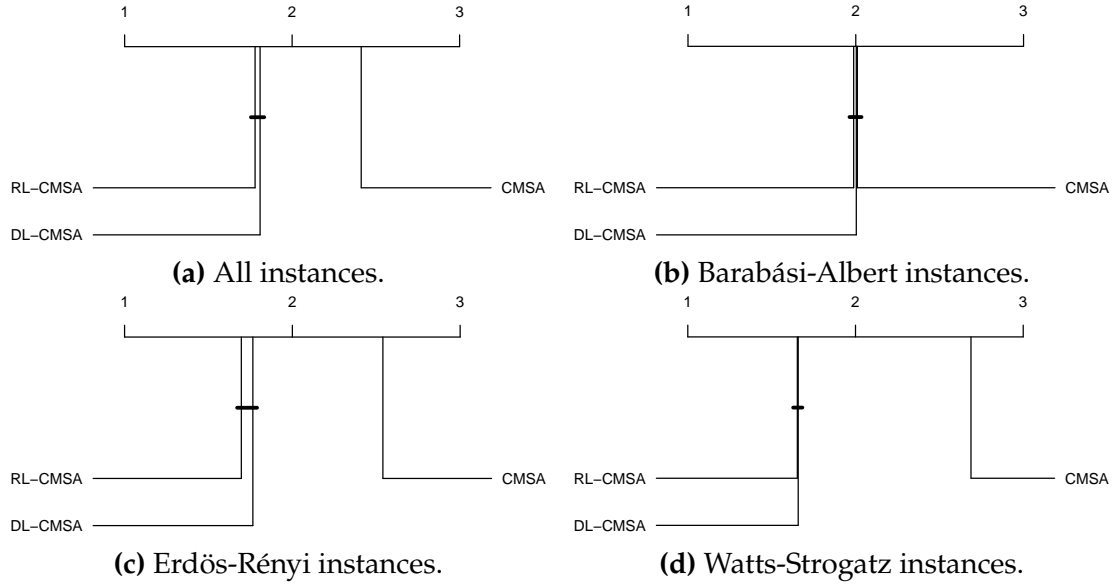 1 2 3
RL−CMSA CMSA
DL−CMSA
(a) All instances.
1 2 3
RL−CMSA CMSA
DL−CMSA
(b) Barabási-Albert instances.
1 2 3
RL−CMSA CMSA
DL−CMSA
(c) Erdös-Rényi instances.
1 2 3
RL−CMSA CMSA
DL−CMSA
(d) Watts-Strogatz instances.